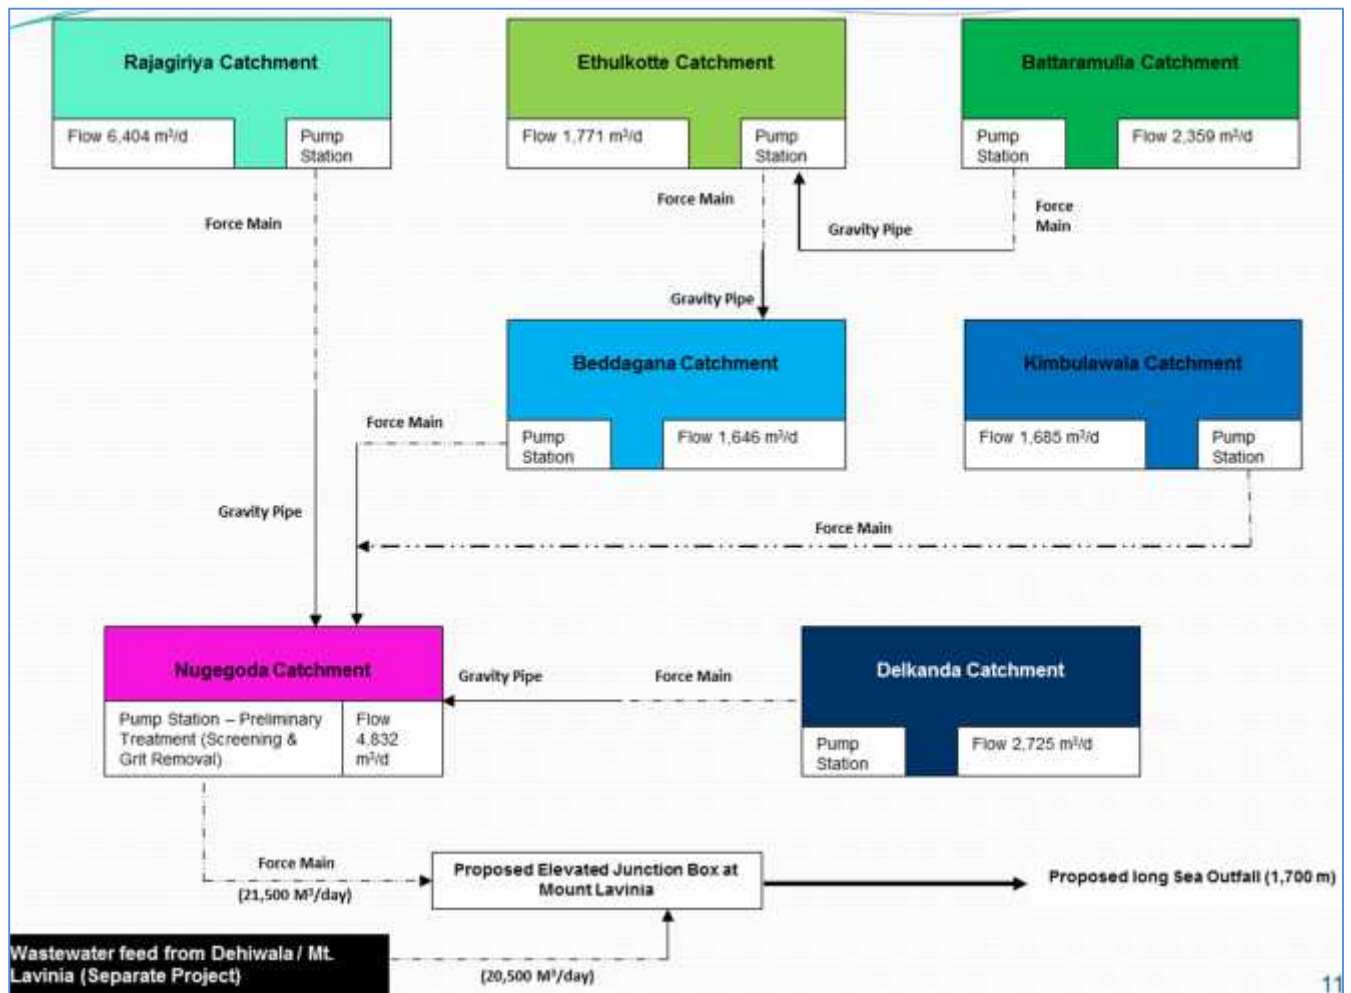 Rajagiriya Catchment
Flow 6,404 m³/d
Pump
Station
Ethulkotte Catchment
Flow 1,771 m³/d
Pump
Station
Battaramulla Catchment
Pump
Station
Flow 2,359 m³/d
Force Main
Force Main
Gravity Pipe
Force
Main
Gravity Pipe
Beddagana Catchment
Pump
Station
Flow 1,646 m³/d
Kimbulawala Catchment
Flow 1,685 m³/d
Pump
Station
Force Main
Gravity Pipe
Force Main
Nugegoda Catchment
Pump Station – Preliminary
Treatment (Screening &
Grit Removal)
Flow
4,832
m³/d
Gravity Pipe
Force Main
Delkanda Catchment
Pump
Station
Flow 2,725 m³/d
Force Main
(21,500 M³/day)
Proposed Elevated Junction Box at
Mount Lavinia
Proposed long Sea Outfall (1,700 m)
Wastewater feed from Dehiwala / Mt.
Lavinia (Separate Project)
(20,500 M³/day)
11